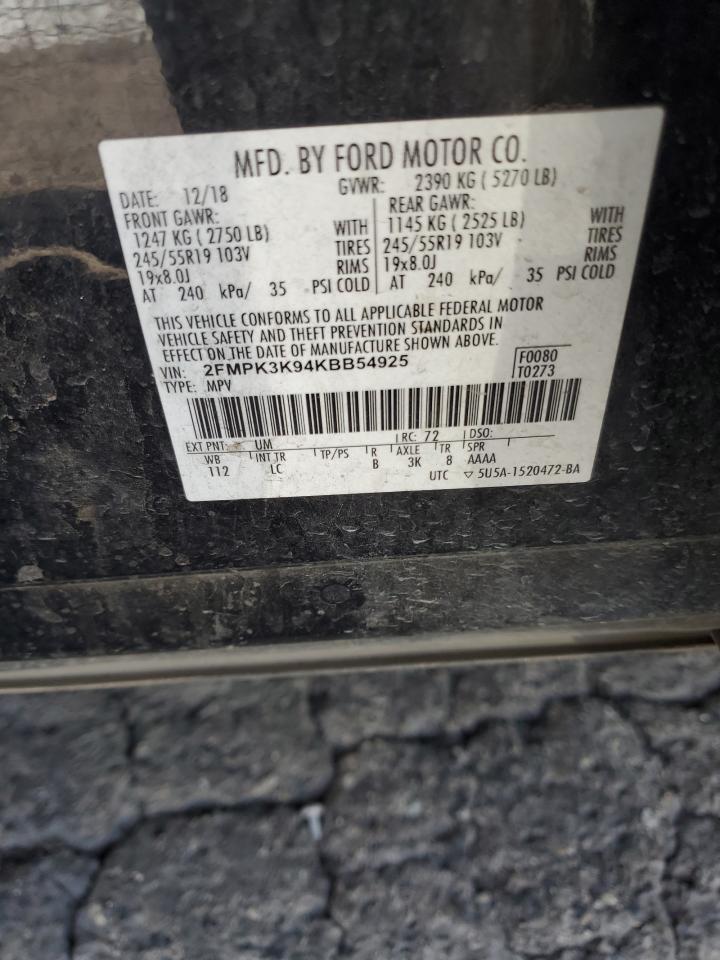 MFD. BY FORD MOTOR CO.
DATE: 12/18 GVWR: 2390 KG ( 5270 LB)
FRONT GAWR: REAR GAWR:
1247 KG ( 2750 LB) WITH 1145 KG ( 2525 LB) WITH
245/55R19 103V TIRES 245/55R19 103V TIRES
19x8.0J RIMS 19x8.0J RIMS
AT 240 kPa/ 35 PSI COLD AT 240 kPa/ 35 PSI COLD
THIS VEHICLE CONFORMS TO ALL APPLICABLE FEDERAL MOTOR
VEHICLE SAFETY AND THEFT PREVENTION STANDARDS IN
EFFECT ON THE DATE OF MANUFACTURE SHOWN ABOVE.
VIN: 2FMPK3K94KBB54925 F0080
TYPE: MPV T0273
EXT PNT: UM RC: 72 DSO:
WB INT TR TP/PS R AXLE TR SPR
112 LC B 3K 8 AAAA
UTC ▽ 5U5A-1520472-BA